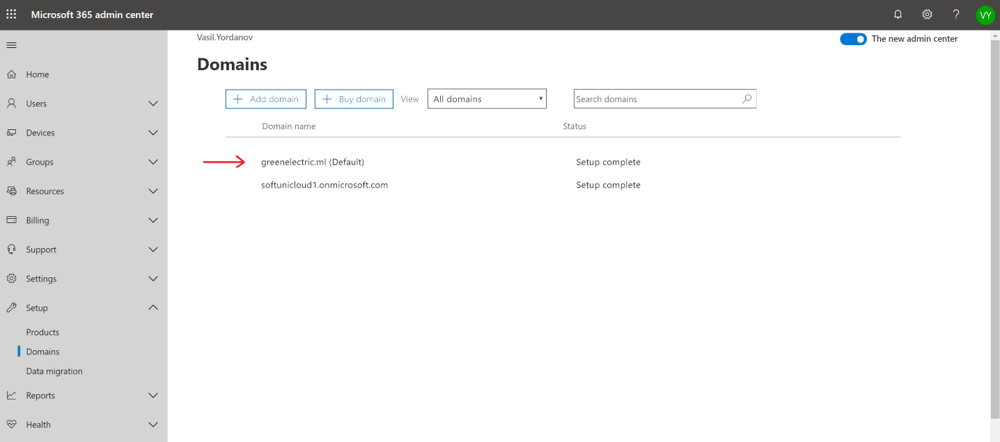 Microsoft 365 admin center
VY
Vasil.Yordanov
The new admin center
Domains
Home
Users
Devices
Groups
Resources
Billing
Support
Settings
Setup
Products
Domains
Data migration
Reports
Health
Add domain
Buy domain
View
All domains
Search domains
Domain name Status
greenelectric.ml (Default) Setup complete
softunicloud1.onmicrosoft.com Setup complete